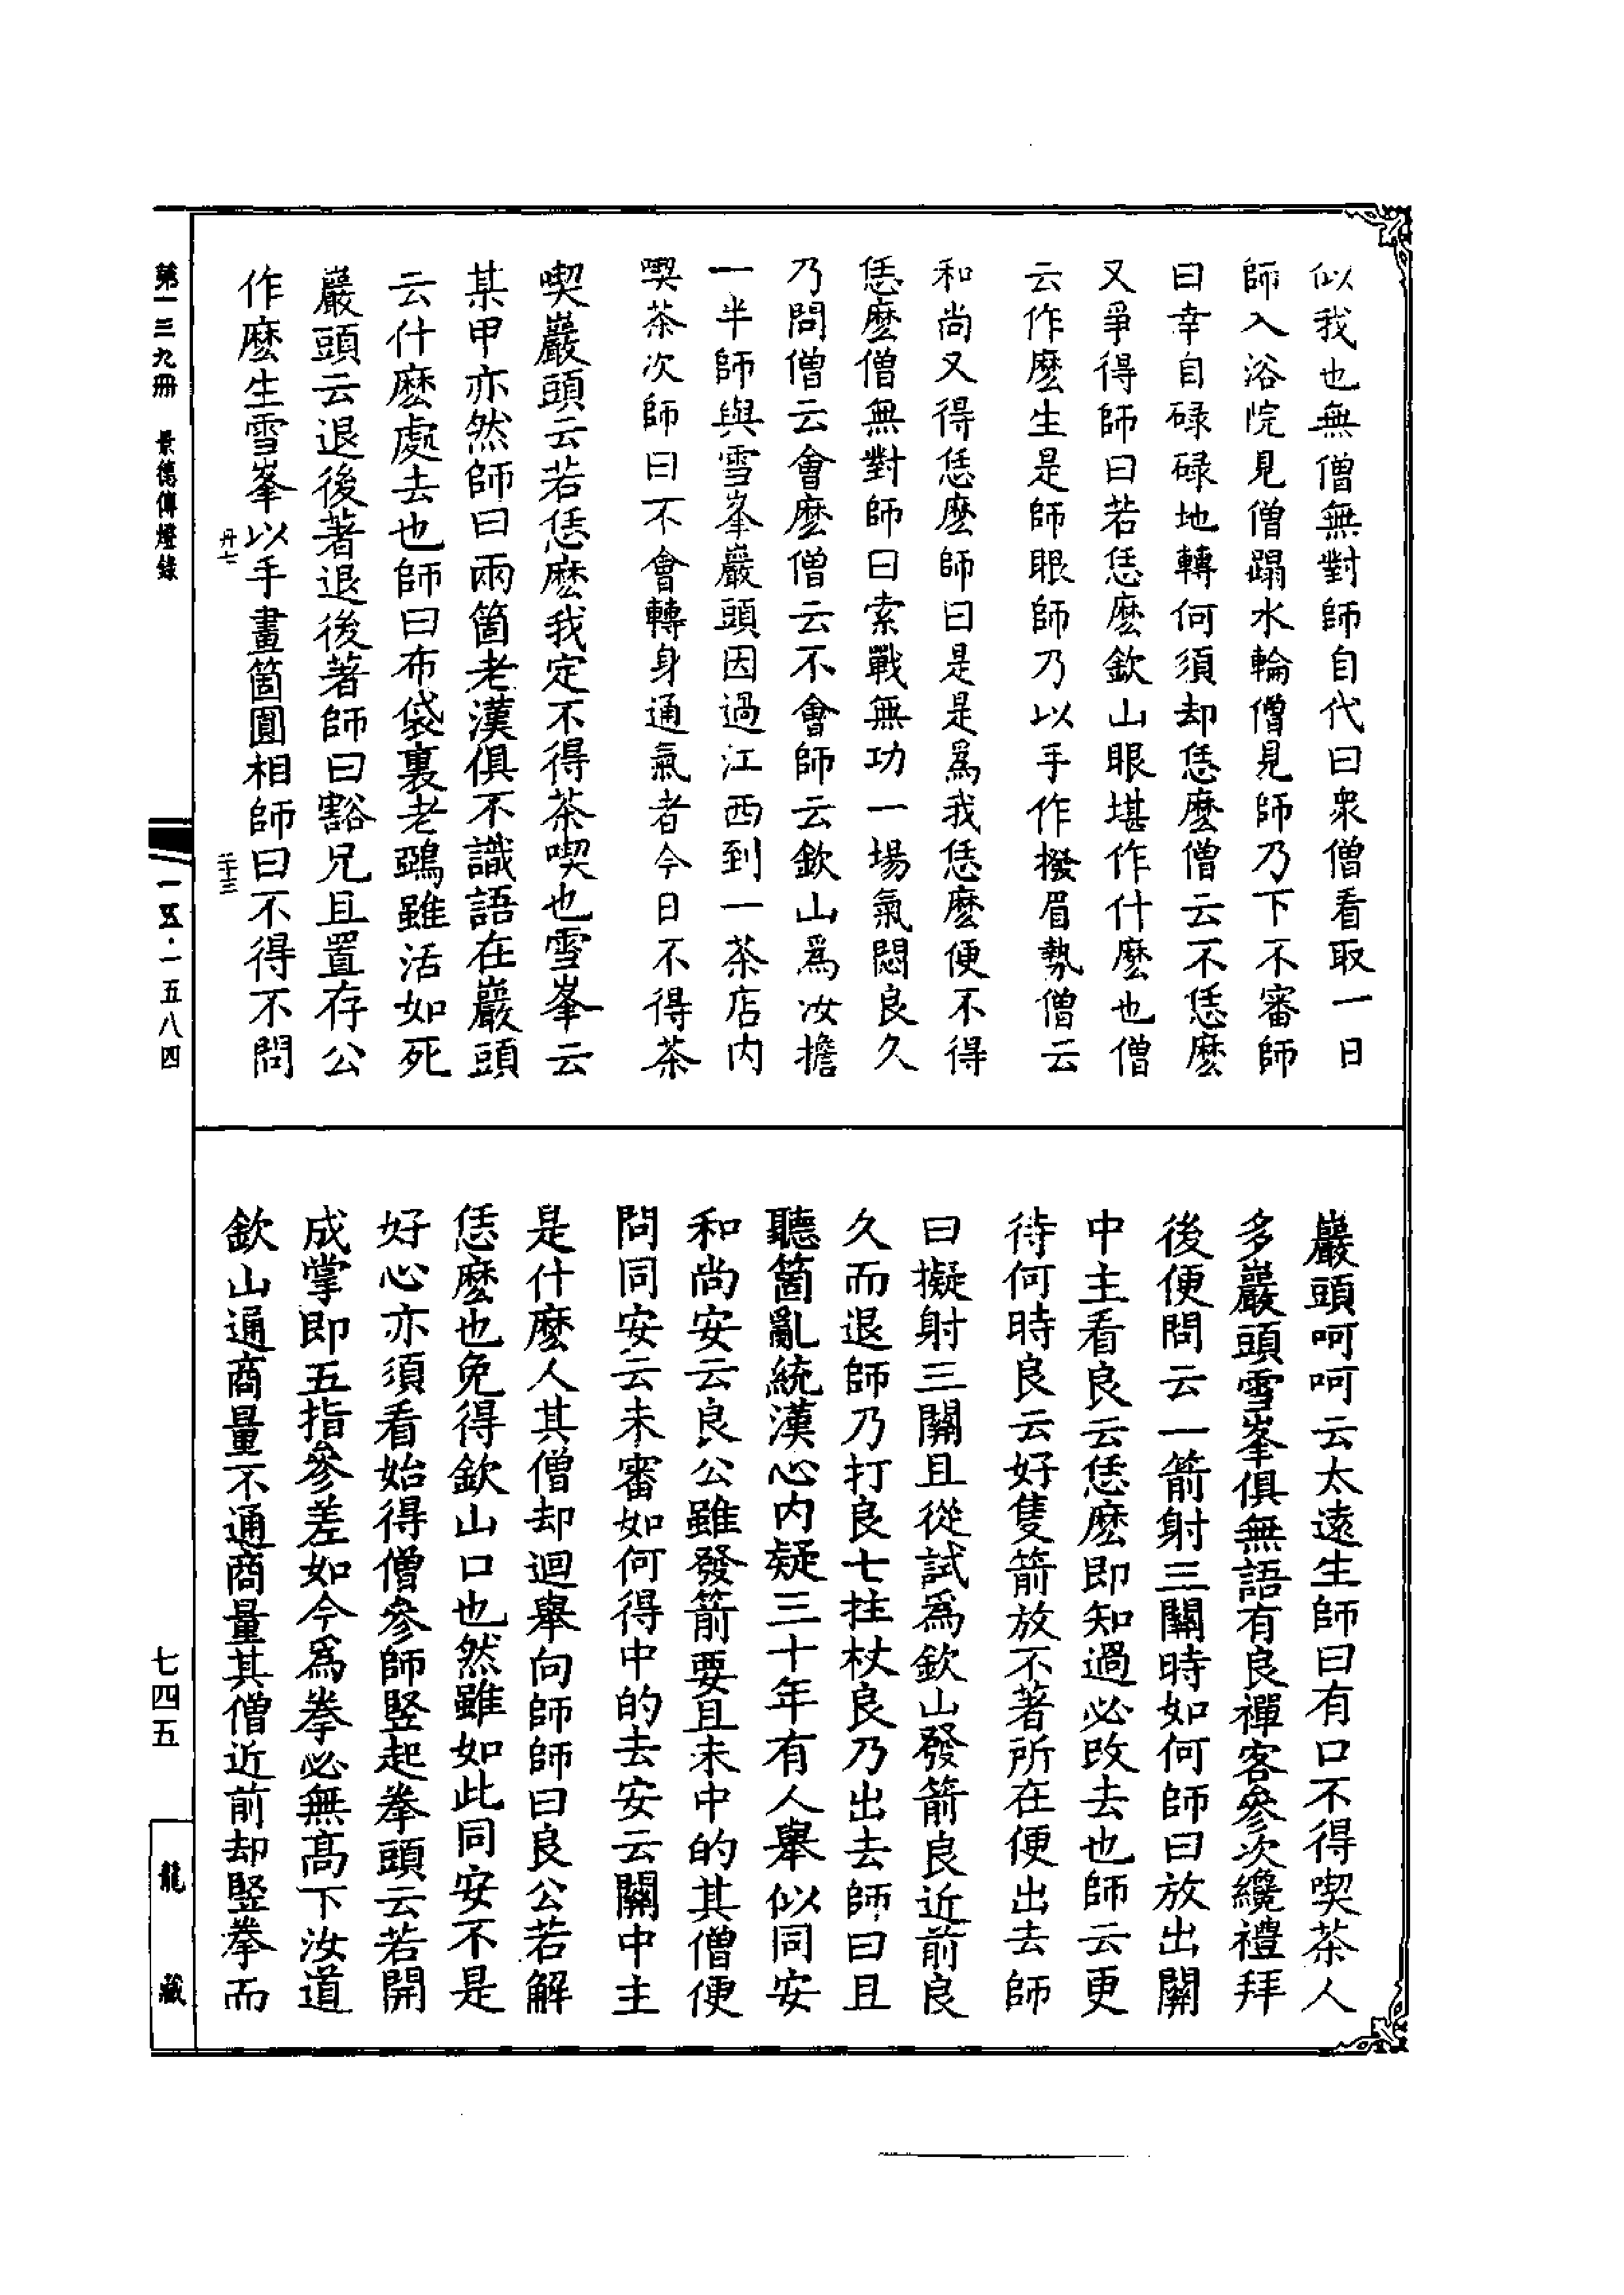 似我也無僧無對師自代曰衆僧看取一日
師入浴院見僧蹋水輪僧見師乃下不審師
曰幸自碌碌地轉何須却恁麽僧云不恁麽
又爭得師曰若恁麽欽山眼堪作什麽也僧
云作麽生是師眼師乃以手作撥眉勢僧云
和尚又得恁麽師曰是是爲我恁麽便不得
恁麽僧無對師曰索戰無功一場氣悶良久
乃問僧云會麽僧云不會師云欽山爲汝擔
一半師與雪峯巖頭因過江西到一茶店内
喫茶次師曰不會轉身通氣者今日不得茶
喫巖頭云若恁麽我定不得茶喫也雪峯云
某甲亦然師曰兩箇老漢俱不識語在巖頭
云什麽處去也師曰布袋裏老鵶雖活如死
巖頭云退後著退後著師曰豁兄且置存公
作麽生雪峯以手畫箇圓相師曰不得不問
丹七
二十三
巖頭呵呵云太遠生師曰有口不得喫茶人
多巖頭雪峯俱無語有良禪客參次纔禮拜
後便問云一箭射三關時如何師曰放出關
中主看良云恁麽即知過必改去也師云更
待何時良云好隻箭放不著所在便出去師
曰擬射三關且從試爲欽山發箭良近前良
久而退師乃打良七拄杖良乃出去師曰且
聽箇亂統漢心内疑三十年有人舉似同安
和尚安云良公雖發箭要且未中的其僧便
問同安云未審如何得中的去安云關中主
是什麽人其僧却迴舉向師師曰良公若解
恁麽也免得欽山口也然雖如此同安不是
好心亦須看始得僧參師竪起拳頭云若開
成掌即五指參差如今爲拳必無高下汝道
欽山通商量不通商量其僧近前却竪拳而
第一三九冊 景德傳燈錄
一五·一五八四
七四五
龍藏